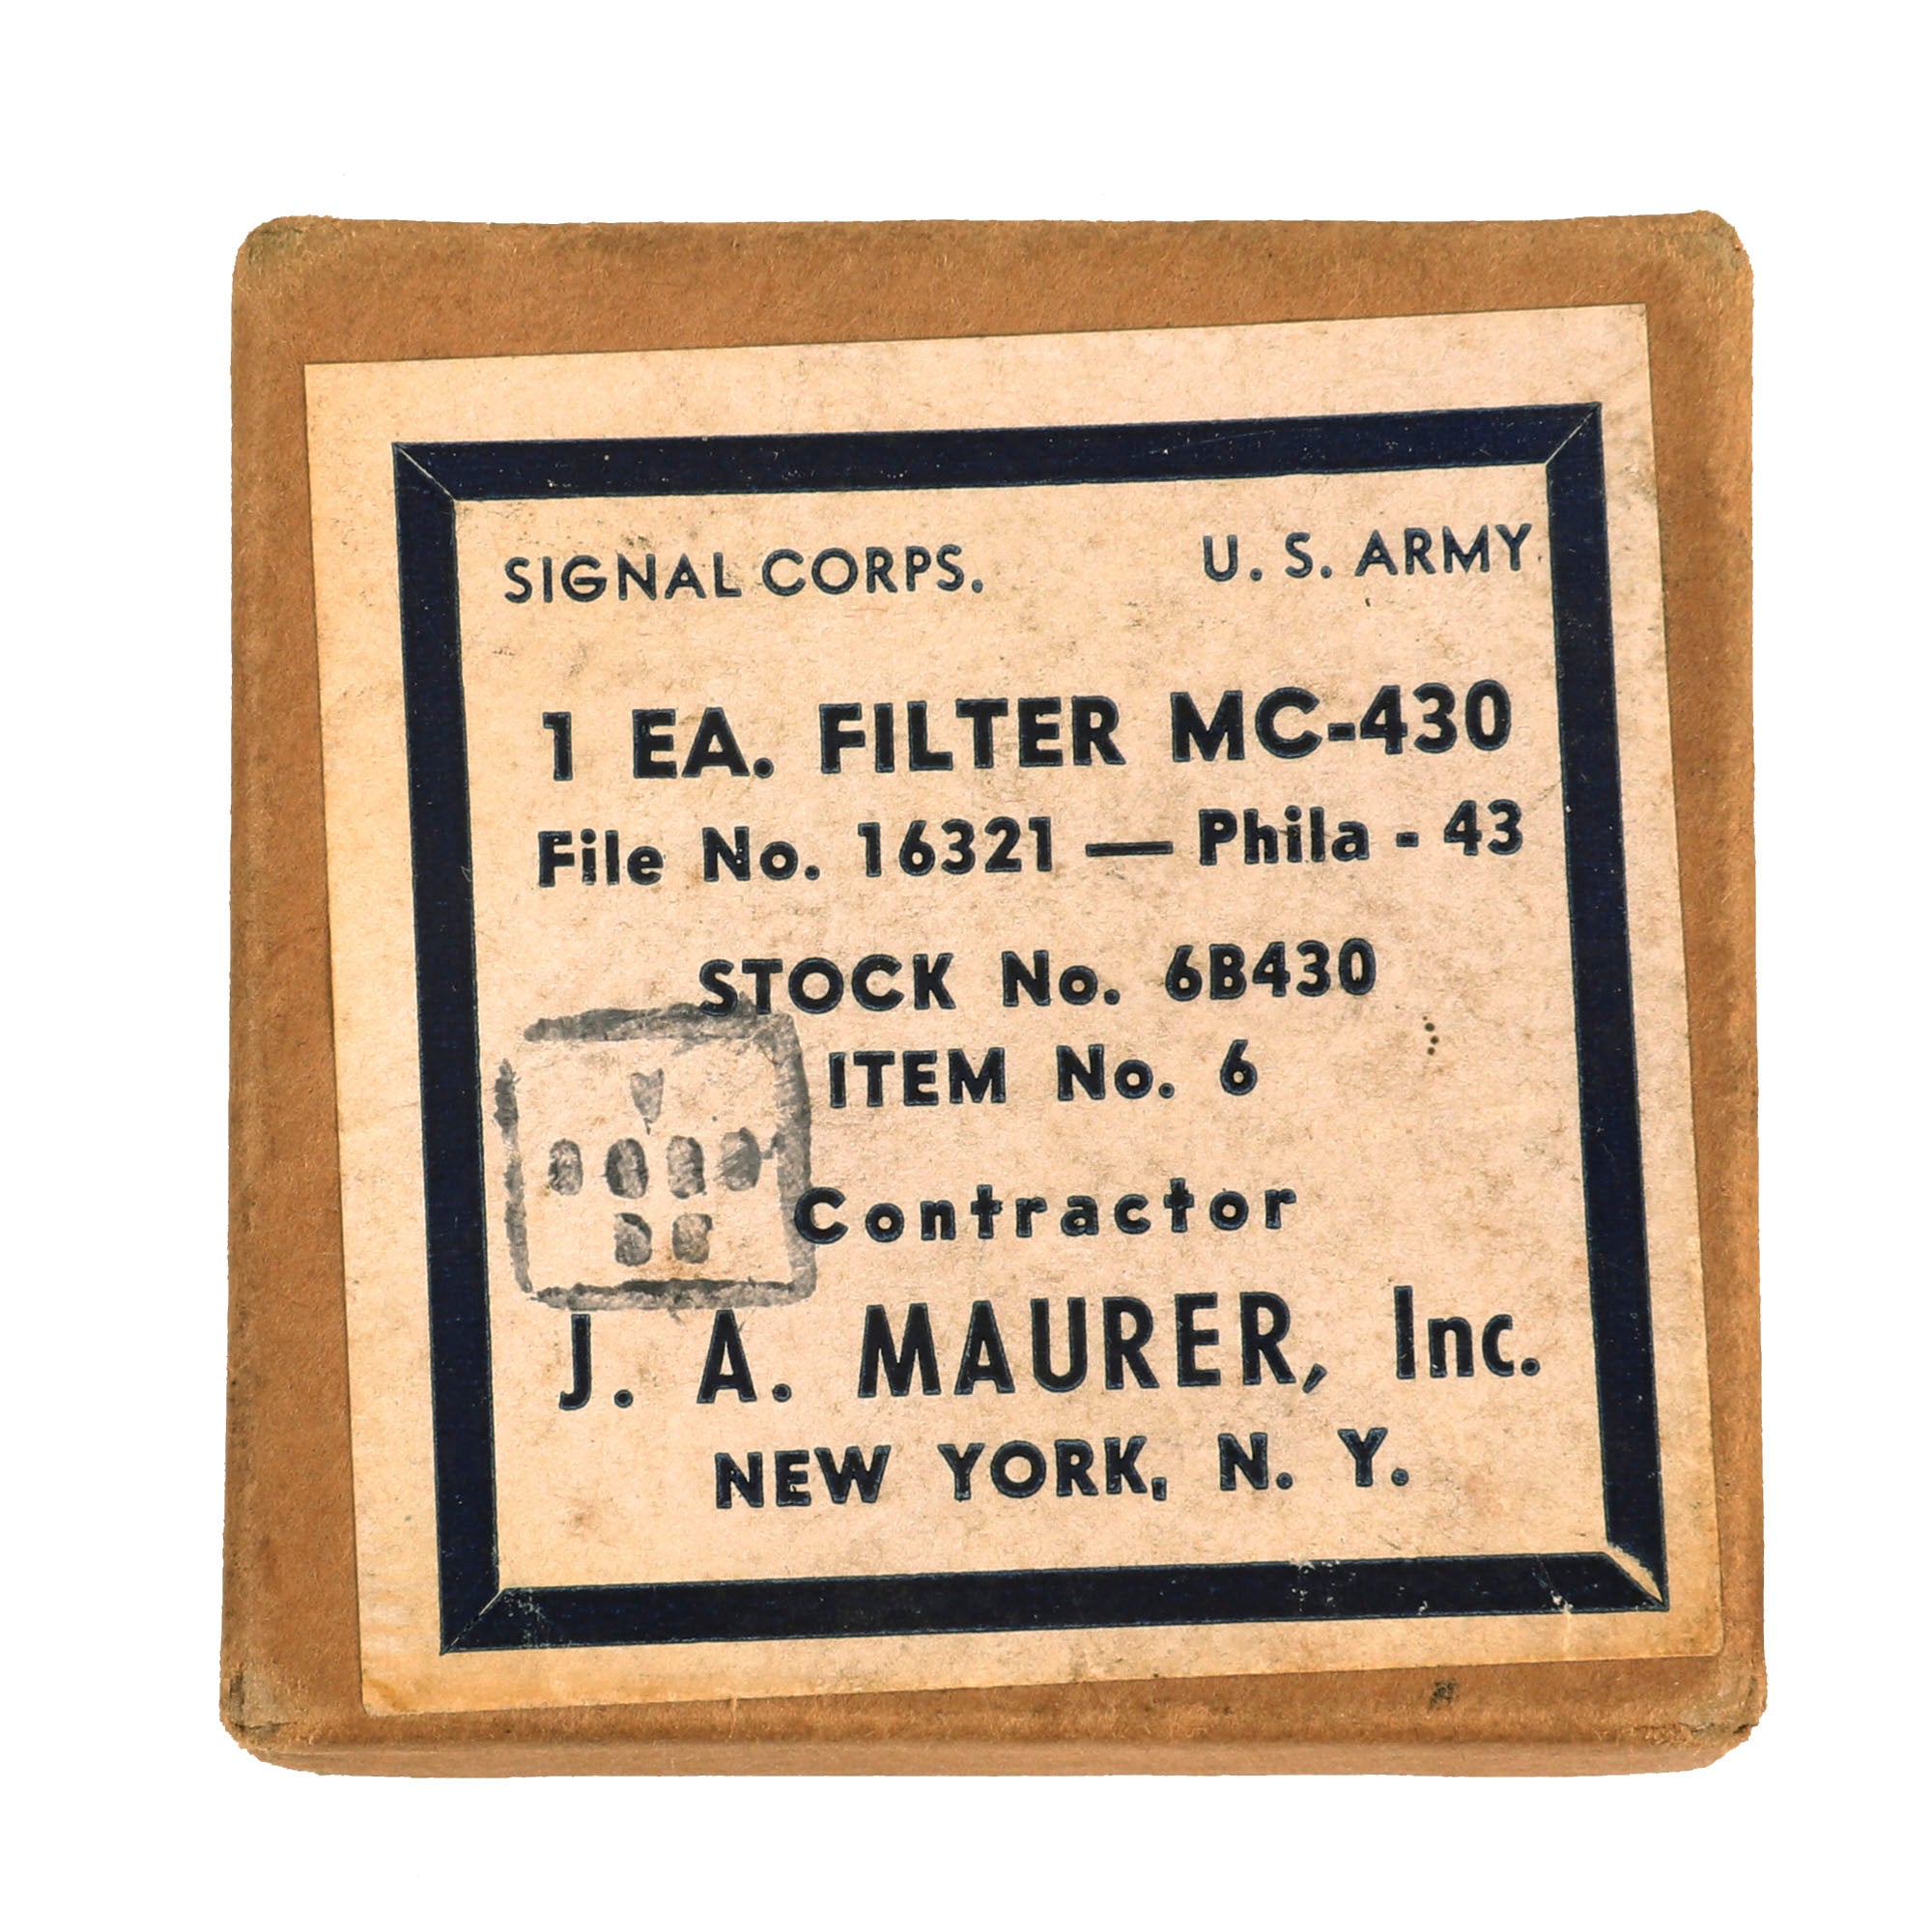 SIGNAL CORPS. U. S. ARMY.
1 EA. FILTER MC-430
File No. 16321 — Phila - 43
STOCK No. 6B430
ITEM No. 6
Contractor
J. A. MAURER, Inc.
NEW YORK, N. Y.